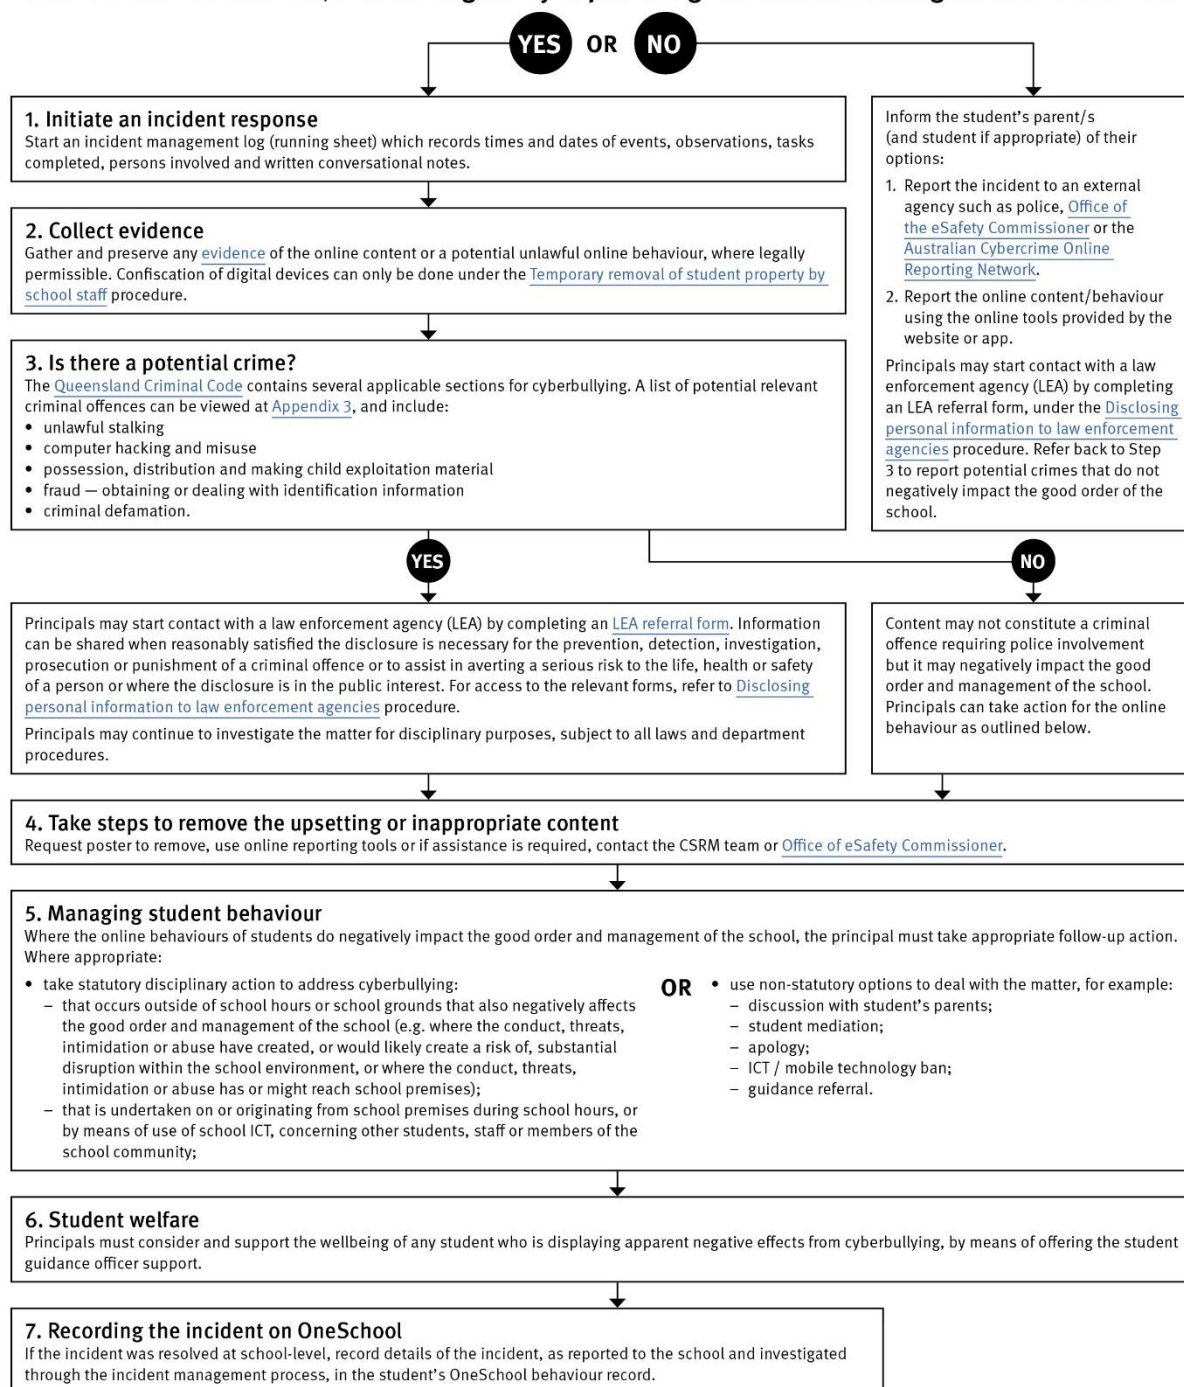 YES OR NO
1. Initiate an incident response
Start an incident management log (running sheet) which records times and dates of events, observations, tasks
completed, persons involved and written conversational notes.
2. Collect evidence
Gather and preserve any evidence of the online content or a potential unlawful online behaviour, where legally
permissible. Confiscation of digital devices can only be done under the Temporary removal of student property by
school staff procedure.
3. Is there a potential crime?
The Queensland Criminal Code contains several applicable sections for cyberbullying. A list of potential relevant
criminal offences can be viewed at Appendix 3, and include:
• unlawful stalking
• computer hacking and misuse
• possession, distribution and making child exploitation material
• fraud — obtaining or dealing with identification information
• criminal defamation.
Inform the student's parent/s
(and student if appropriate) of their
options:
1. Report the incident to an external
agency such as police, Office of
the eSafety Commissioner or the
Australian Cybercrime Online
Reporting Network.
2. Report the online content/behaviour
using the online tools provided by the
website or app.
Principals may start contact with a law
enforcement agency (LEA) by completing
an LEA referral form, under the Disclosing
personal information to law enforcement
agencies procedure. Refer back to Step
3 to report potential crimes that do not
negatively impact the good order of the
school.
YES
NO
Principals may start contact with a law enforcement agency (LEA) by completing an LEA referral form. Information
can be shared when reasonably satisfied the disclosure is necessary for the prevention, detection, investigation,
prosecution or punishment of a criminal offence or to assist in averting a serious risk to the life, health or safety
of a person or where the disclosure is in the public interest. For access to the relevant forms, refer to Disclosing
personal information to law enforcement agencies procedure.
Principals may continue to investigate the matter for disciplinary purposes, subject to all laws and department
procedures.
Content may not constitute a criminal
offence requiring police involvement
but it may negatively impact the good
order and management of the school.
Principals can take action for the online
behaviour as outlined below.
4. Take steps to remove the upsetting or inappropriate content
Request poster to remove, use online reporting tools or if assistance is required, contact the CSRM team or Office of eSafety Commissioner.
5. Managing student behaviour
Where the online behaviours of students do negatively impact the good order and management of the school, the principal must take appropriate follow-up action.
Where appropriate:
• take statutory disciplinary action to address cyberbullying:
– that occurs outside of school hours or school grounds that also negatively affects
the good order and management of the school (e.g. where the conduct, threats,
intimidation or abuse have created, or would likely create a risk of, substantial
disruption within the school environment, or where the conduct, threats,
intimidation or abuse has or might reach school premises);
– that is undertaken on or originating from school premises during school hours, or
by means of use of school ICT, concerning other students, staff or members of the
school community;
OR
• use non-statutory options to deal with the matter, for example:
– discussion with student's parents;
– student mediation;
– apology;
– ICT / mobile technology ban;
– guidance referral.
6. Student welfare
Principals must consider and support the wellbeing of any student who is displaying apparent negative effects from cyberbullying, by means of offering the student
guidance officer support.
7. Recording the incident on OneSchool
If the incident was resolved at school-level, record details of the incident, as reported to the school and investigated
through the incident management process, in the student's OneSchool behaviour record.